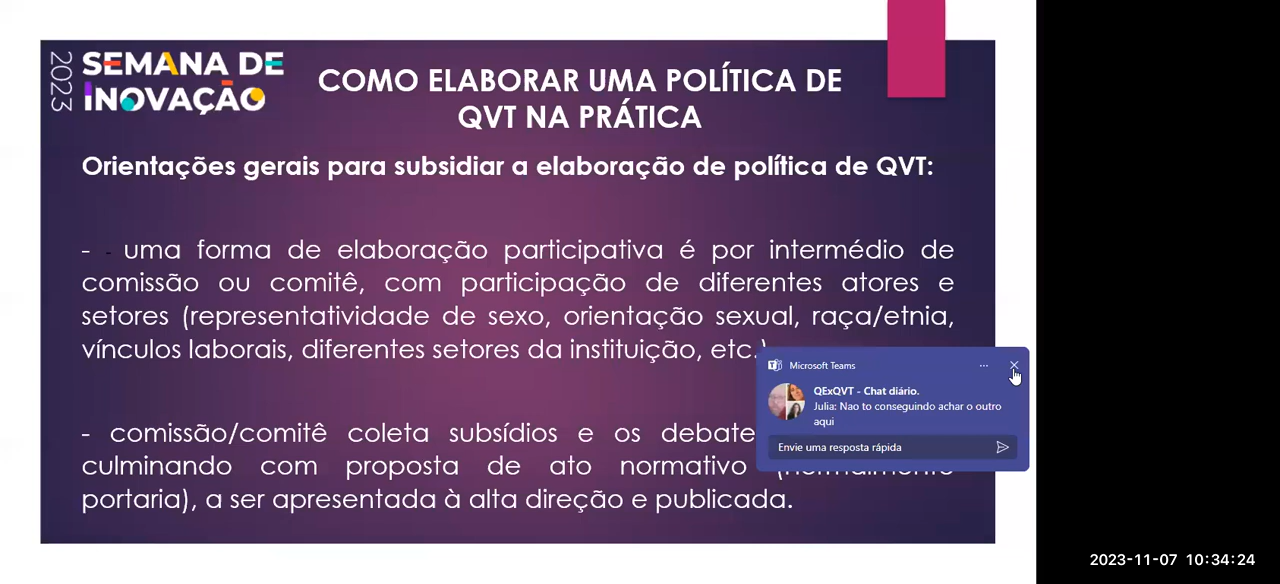 2023
SEMANA DE
INOVAÇÃO
COMO ELABORAR UMA POLÍTICA DE
QVT NA PRÁTICA
Orientações gerais para subsidiar a elaboração de política de QVT:
- - uma forma de elaboração participativa é por intermédio de
comissão ou comitê, com participação de diferentes atores e
setores (representatividade de sexo, orientação sexual, raça/etnia,
vínculos laborais, diferentes setores da instituição, etc.)
- comissão/comitê coleta subsídios e os debate
culminando com proposta de ato normativo (normalmente
portaria), a ser apresentada à alta direção e publicada.
Microsoft Teams
QExQVT - Chat diário.
Julia: Nao to conseguindo achar o outro
aqui
Envie uma resposta rápida
2023-11-07 10:34:24